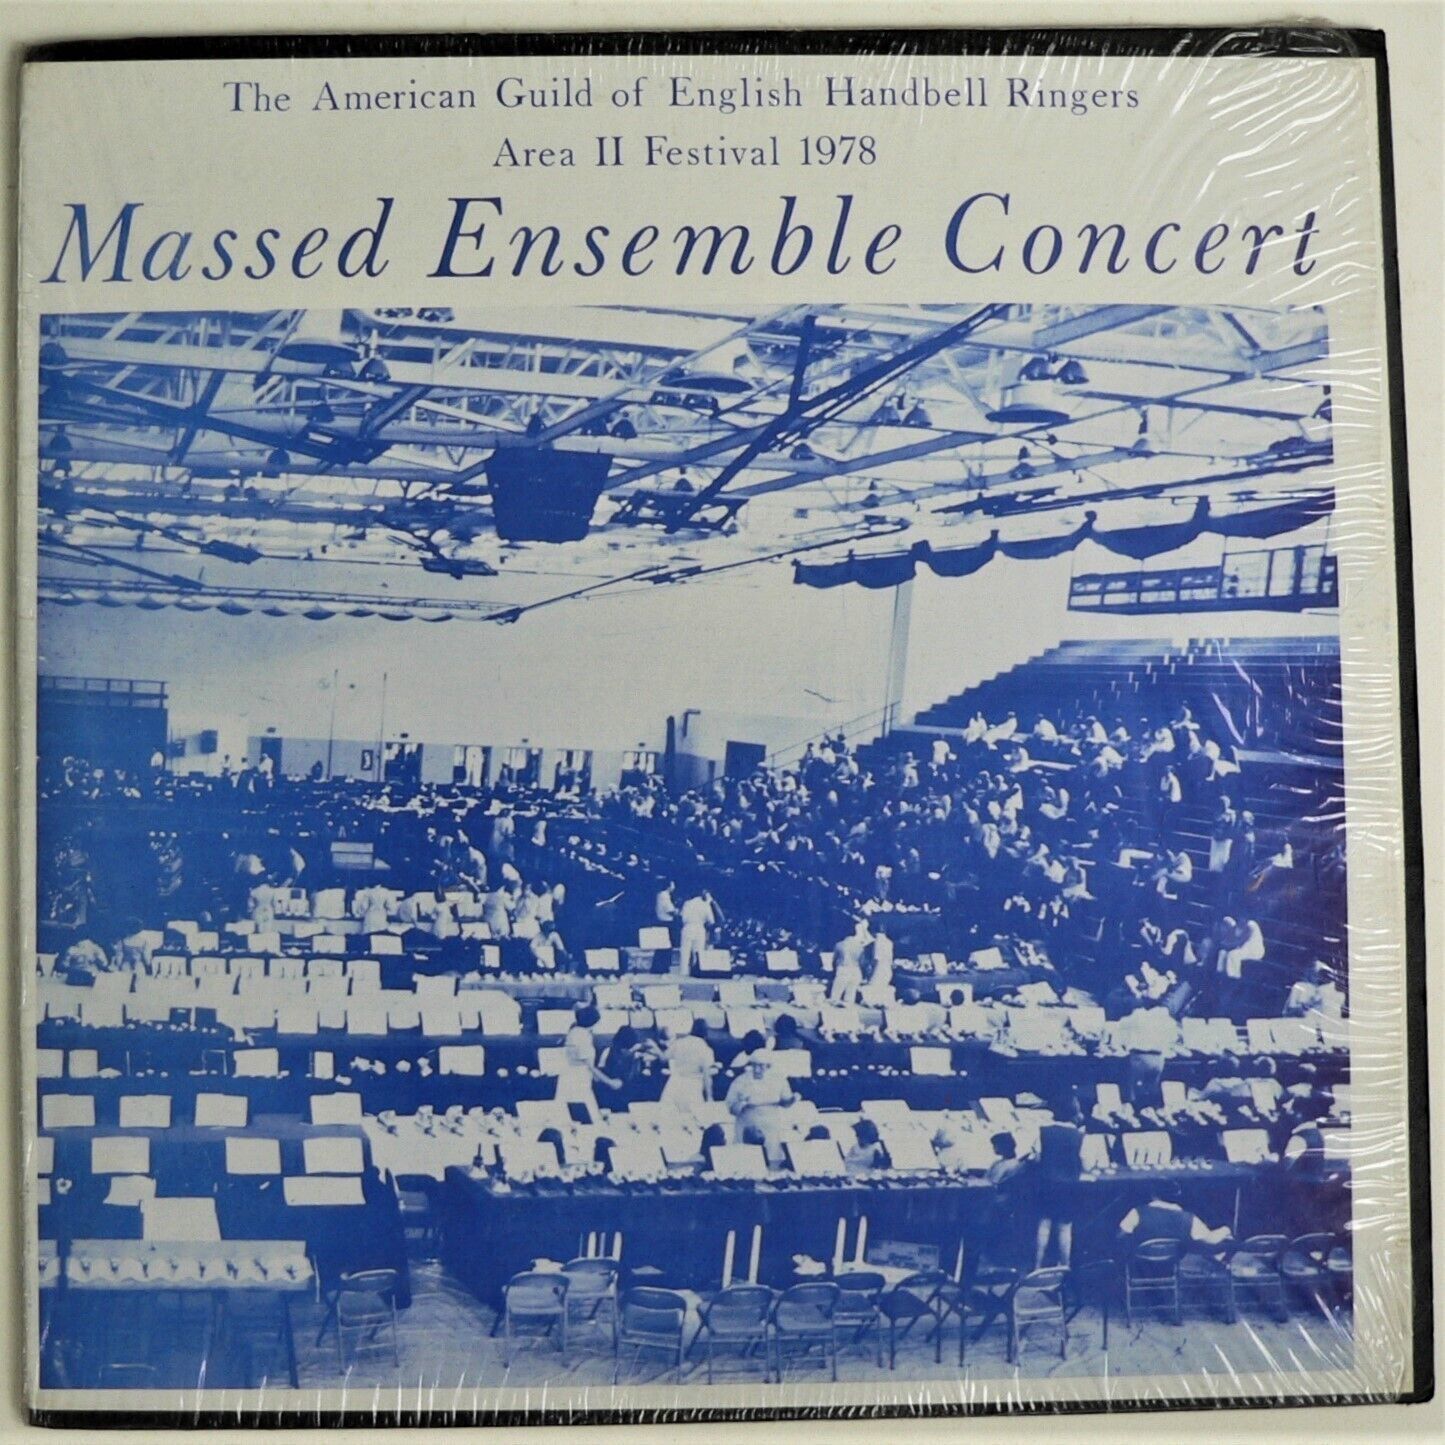 The American Guild of English Handbell Ringers
Area II Festival 1978
Massed Ensemble Concert